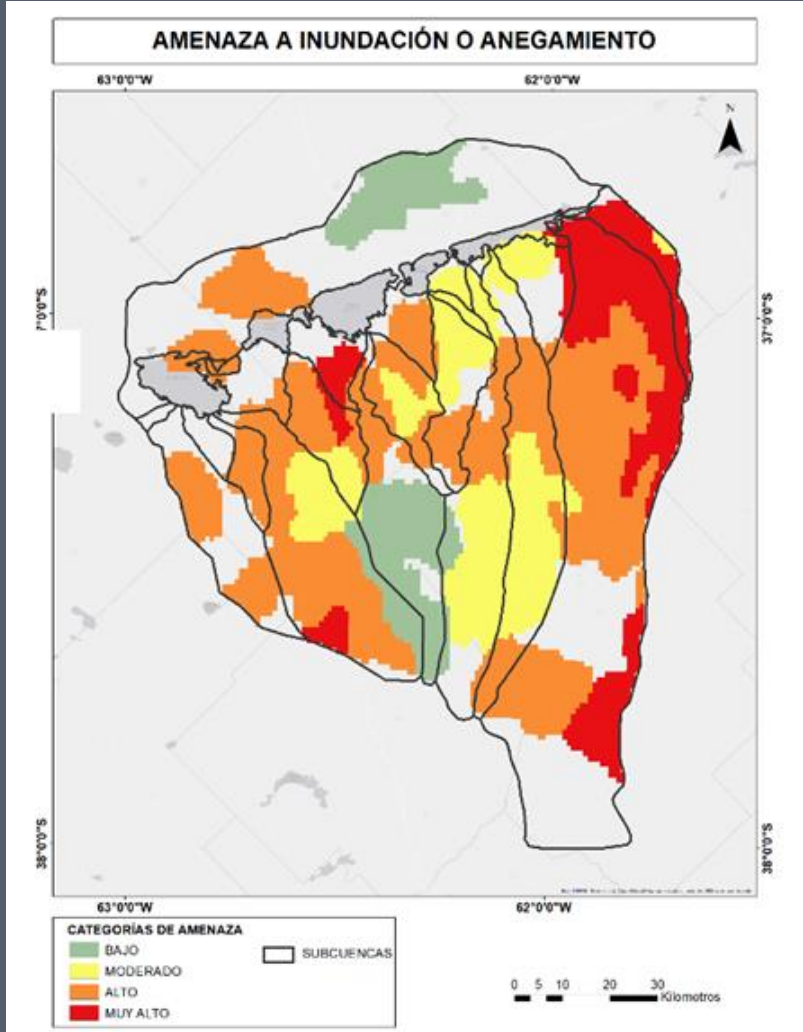 AMENAZA A INUNDACIÓN O ANEGAMIENTO
63°0'0"W 62°0'0"W
N
7°0'0"S 37°0'0"S
38°0'0"S 38°0'0"S
63°0'0"W 62°0'0"W
CATEGORÍAS DE AMENAZA
BAJO
MODERADO
ALTO
MUY ALTO
SUBCUENCAS
0 5 10 20 30
Kilometros